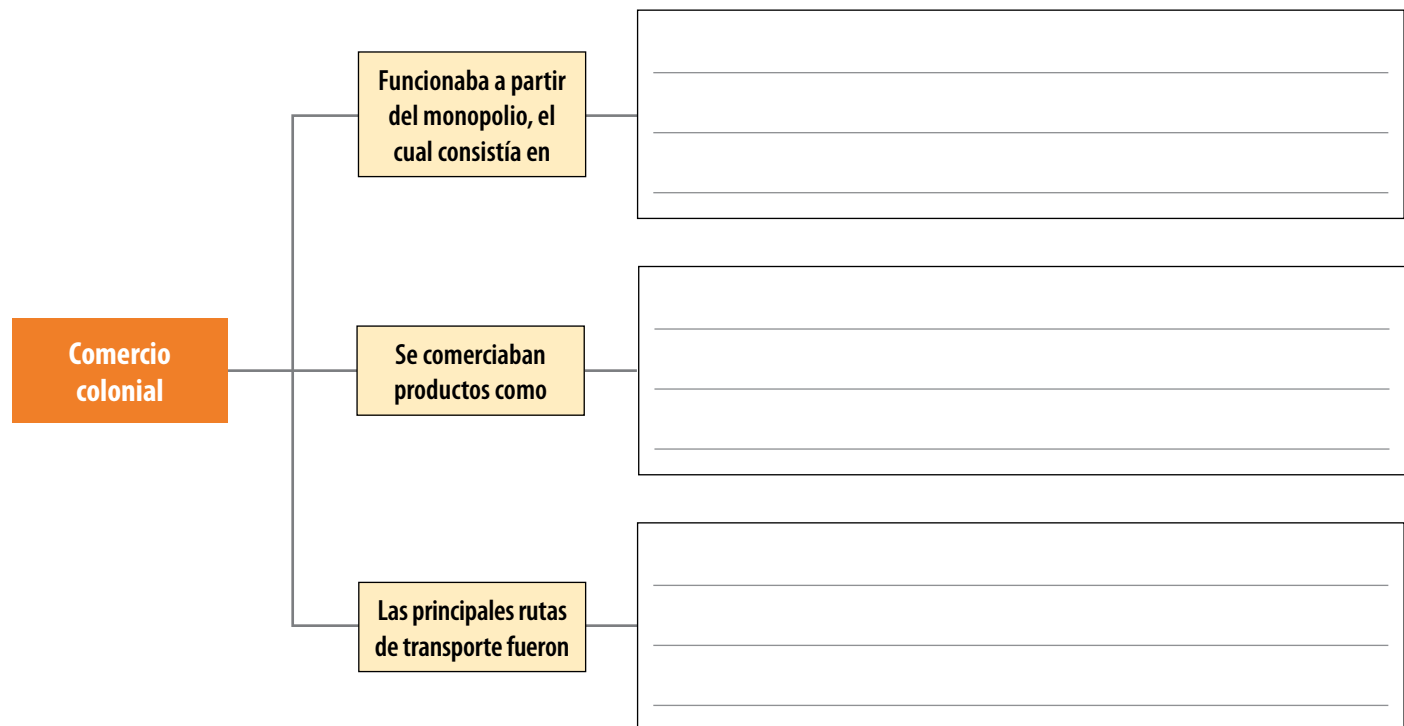 Comercio
colonial
Funcionaba a partir
del monopolio, el
cual consistía en
Se comerciaban
productos como
Las principales rutas
de transporte fueron